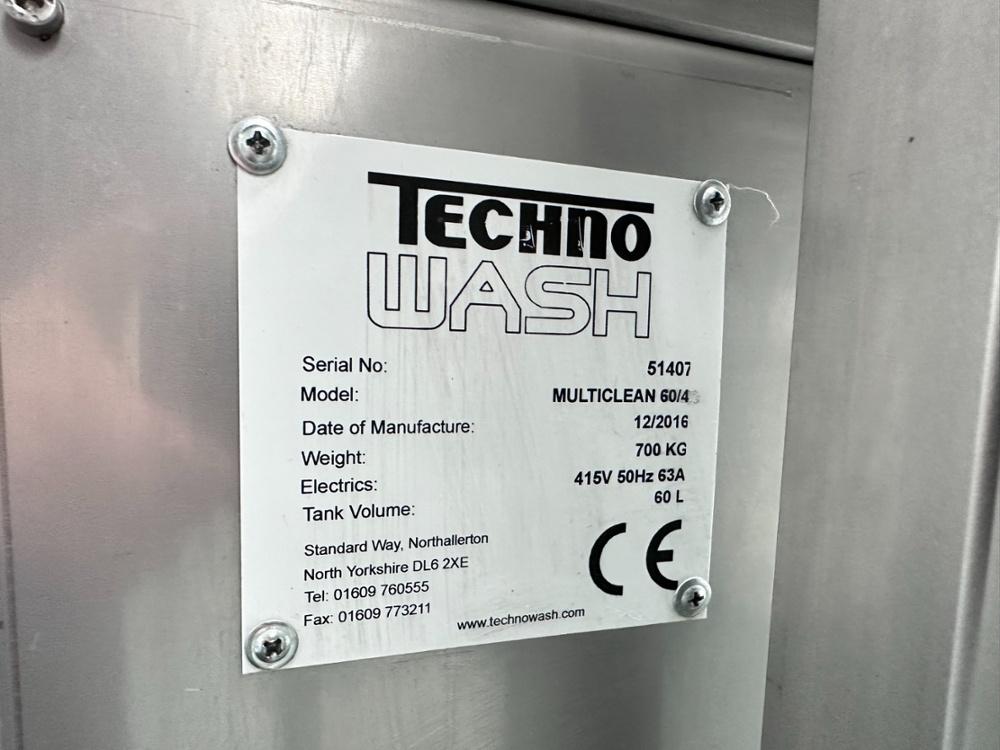 TECHNO
WASH
Serial No: 51407
Model: MULTICLEAN 60/4
Date of Manufacture: 12/2016
Weight: 700 KG
Electrics: 415V 50Hz 63A
Tank Volume: 60 L
Standard Way, Northallerton
North Yorkshire DL6 2XE
Tel: 01609 760555
Fax: 01609 773211
www.technowash.com
CE